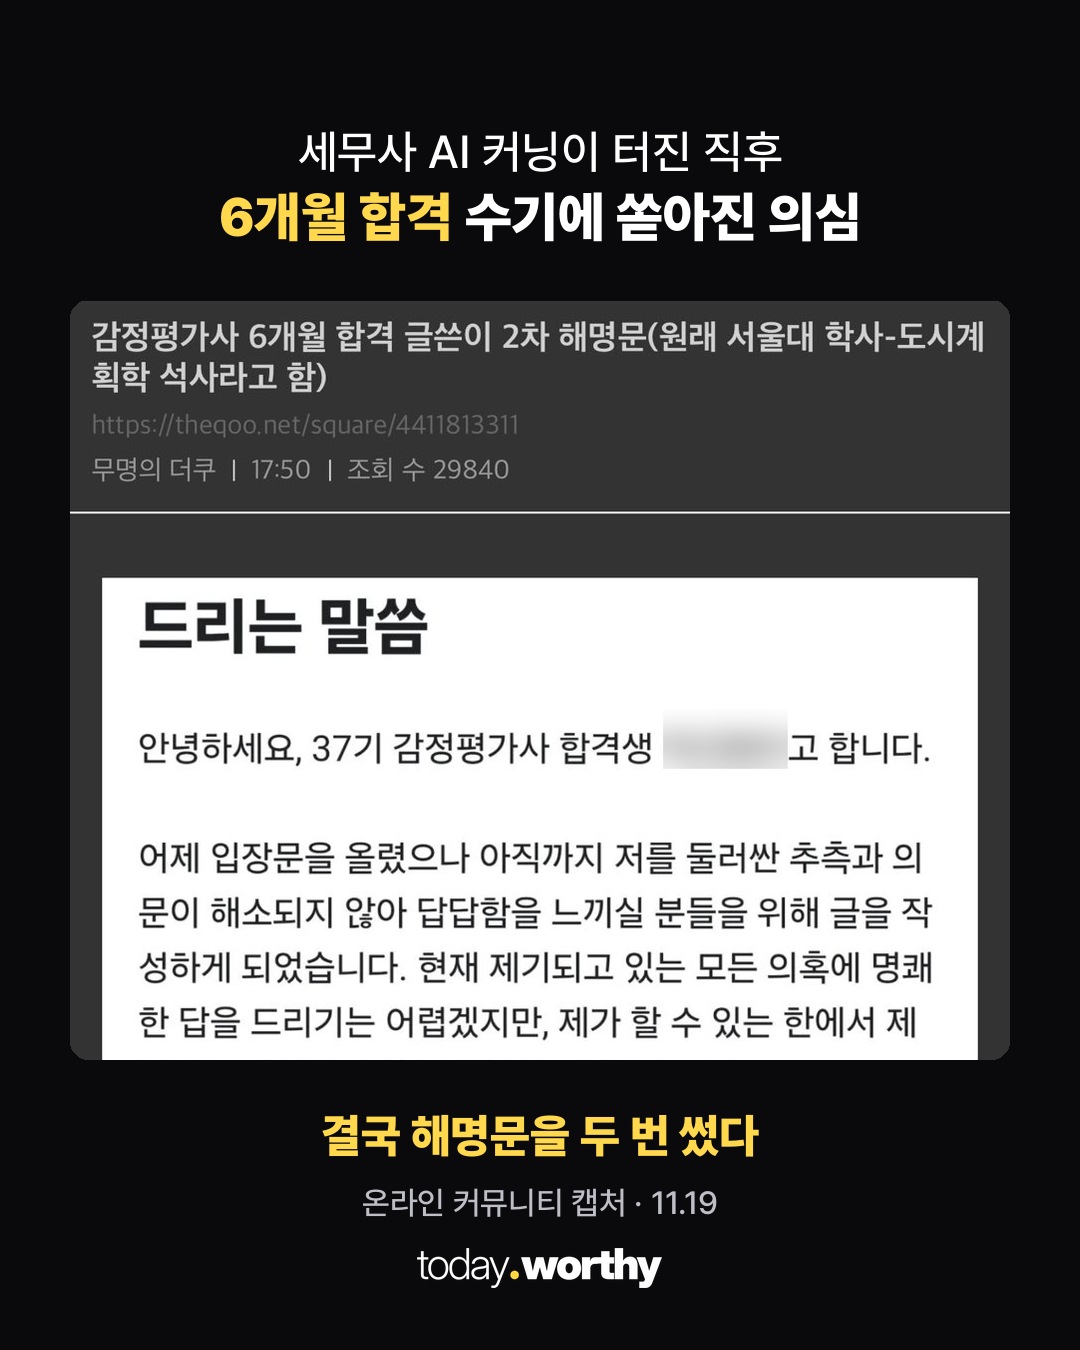 세무사 AI 커닝이 터진 직후
6개월 합격 수기에 쏟아진 의심
감정평가사 6개월 합격 글쓴이 2차 해명문(원래 서울대 학사-도시계
획학 석사라고 함)
https://theqoo.net/square/4411813311
무명의 더쿠 | 17:50 | 조회 수 29840
드리는 말씀
안녕하세요, 37기 감정평가사 합격생 고 합니다.
어제 입장문을 올렸으나 아직까지 저를 둘러싼 추측과 의
문이 해소되지 않아 답답함을 느끼실 분들을 위해 글을 작
성하게 되었습니다. 현재 제기되고 있는 모든 의혹에 명쾌
한 답을 드리기는 어렵겠지만, 제가 할 수 있는 한에서 제
결국 해명문을 두 번 썼다
온라인 커뮤니티 캡처 · 11.19
today.worthy